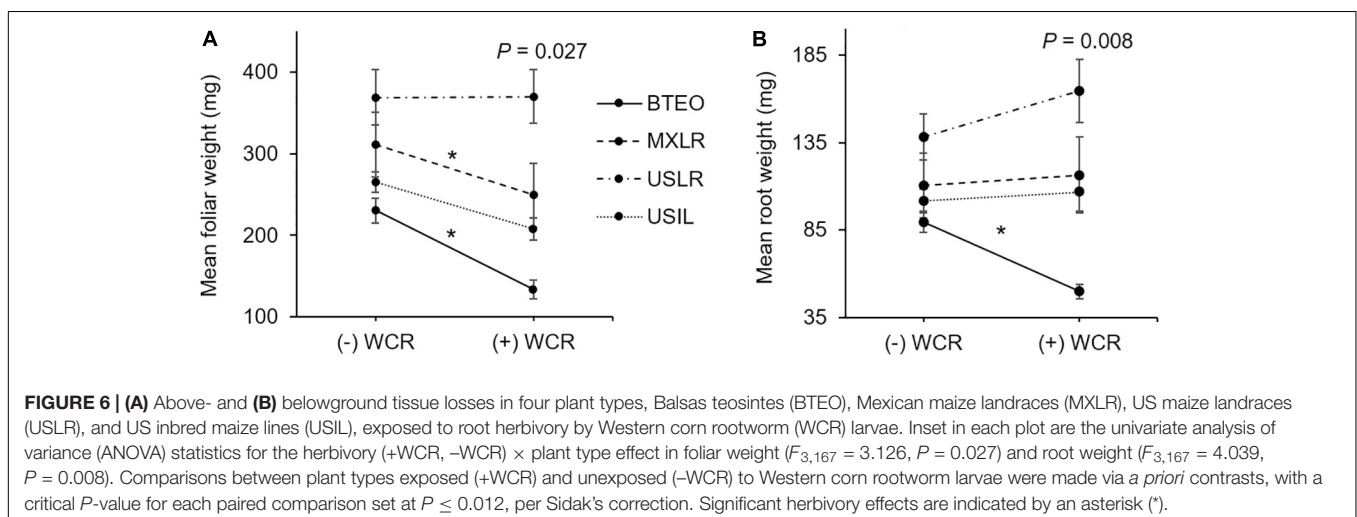 A
P = 0.027
Mean foliar weight (mg)
400
300
200
100
*
*
(-) WCR
(+) WCR
BTEO
MXLR
USLR
USIL
B
P = 0.008
Mean root weight (mg)
185
135
85
35
*
(-) WCR
(+) WCR
FIGURE 6 | (A) Above- and (B) belowground tissue losses in four plant types, Balsas teosintes (BTEO), Mexican maize landraces (MXLR), US maize landraces
(USLR), and US inbred maize lines (USIL), exposed to root herbivory by Western corn rootworm (WCR) larvae. Inset in each plot are the univariate analysis of
variance (ANOVA) statistics for the herbivory (+WCR, –WCR) × plant type effect in foliar weight (F3,167 = 3.126, P = 0.027) and root weight (F3,167 = 4.039,
P = 0.008). Comparisons between plant types exposed (+WCR) and unexposed (–WCR) to Western corn rootworm larvae were made via a priori contrasts, with a
critical P-value for each paired comparison set at P ≤ 0.012, per Sidak's correction. Significant herbivory effects are indicated by an asterisk (*).